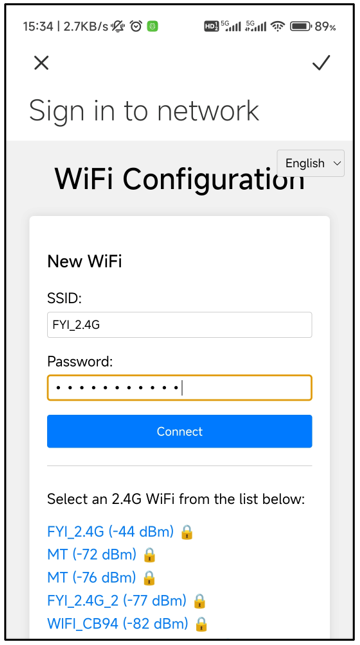 15:34 | 2.7KB/s HD 5G 5G 89%
Sign in to network
English
WiFi Configuration
New WiFi
SSID:
FYI_2.4G
Password:
•••••••••••
Connect
Select an 2.4G WiFi from the list below:
FYI_2.4G (-44 dBm)
MT (-72 dBm)
MT (-76 dBm)
FYI_2.4G_2 (-77 dBm)
WIFI_CB94 (-82 dBm)